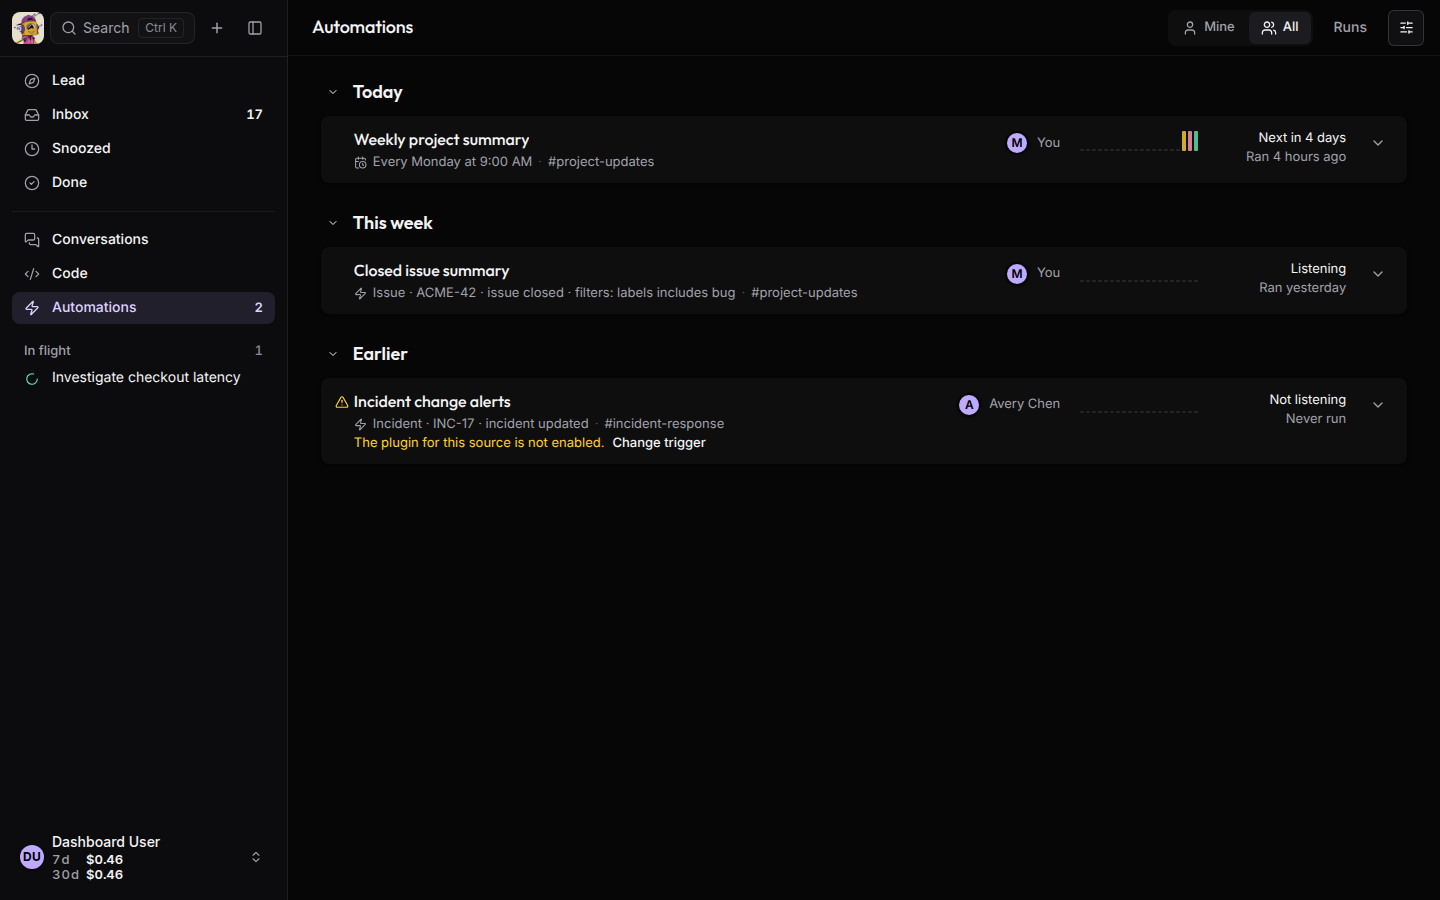 Search Ctrl K
Lead
Inbox 17
Snoozed
Done
Conversations
Code
Automations 2
In flight 1
Investigate checkout latency
Dashboard User
DU
7d $0.46
30d $0.46
Automations
Mine All Runs
Today
Weekly project summary
Every Monday at 9:00 AM · #project-updates
M You
Next in 4 days
Ran 4 hours ago
This week
Closed issue summary
Issue · ACME-42 · issue closed · filters: labels includes bug · #project-updates
M You
Listening
Ran yesterday
Earlier
Incident change alerts
Incident · INC-17 · incident updated · #incident-response
The plugin for this source is not enabled. Change trigger
A Avery Chen
Not listening
Never run